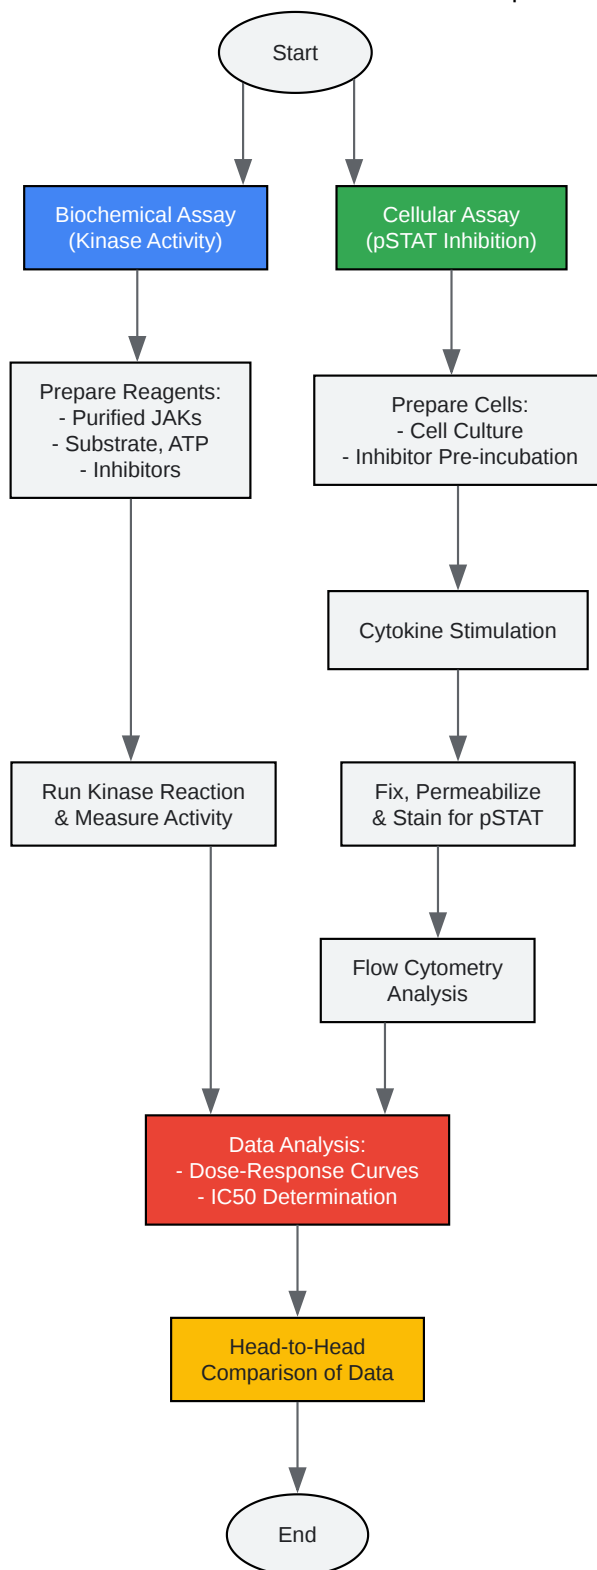 Start
Biochemical Assay
(Kinase Activity)
Cellular Assay
(pSTAT Inhibition)
Prepare Reagents:
- Purified JAKs
- Substrate, ATP
- Inhibitors
Prepare Cells:
- Cell Culture
- Inhibitor Pre-incubation
Cytokine Stimulation
Run Kinase Reaction
& Measure Activity
Fix, Permeabilize
& Stain for pSTAT
Flow Cytometry
Analysis
Data Analysis:
- Dose-Response Curves
- IC50 Determination
Head-to-Head
Comparison of Data
End